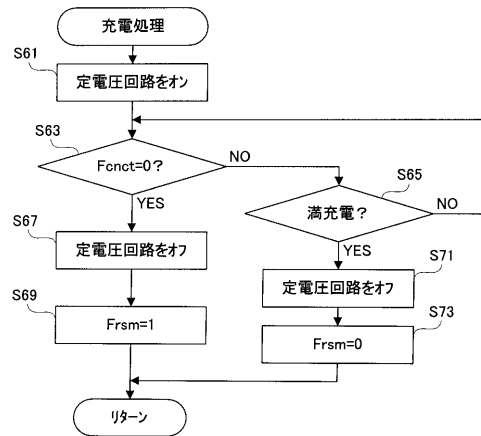 充電処理
S61
定電圧回路をオン
S63
Fcnct=0?
NO
YES
S65
満充電?
NO
YES
S67
定電圧回路をオフ
S71
定電圧回路をオフ
S69
Frsm=1
S73
Frsm=0
リターン